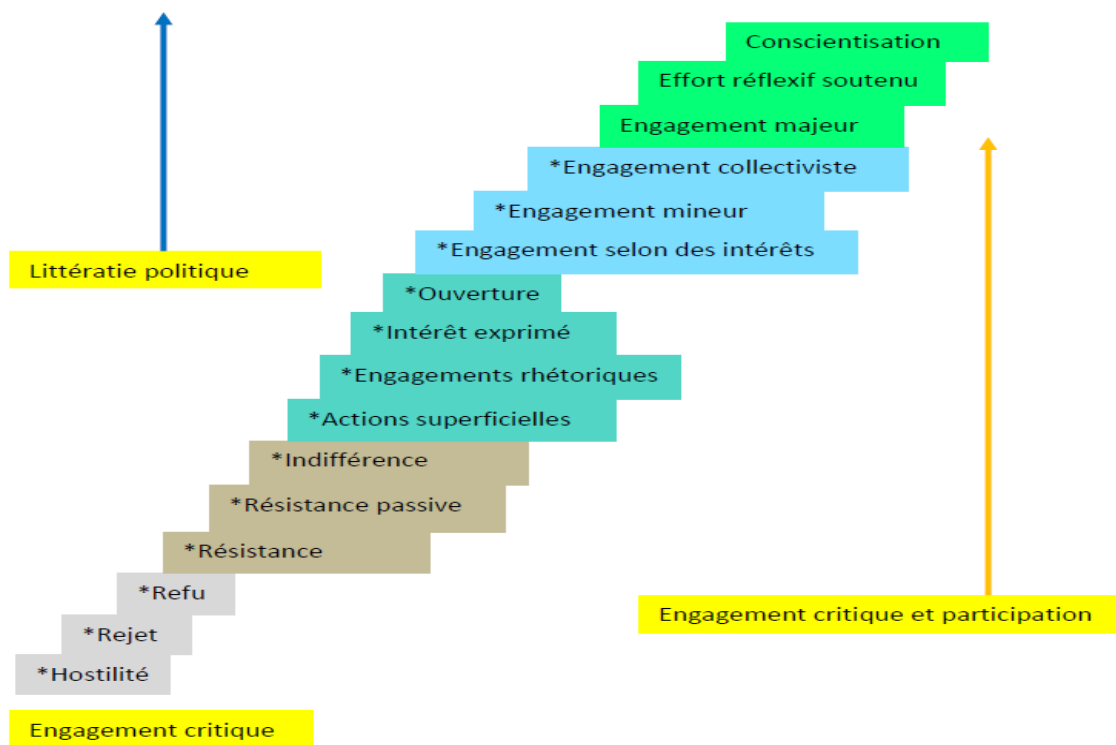 Conscientisation
Effort réflexif soutenu
Engagement majeur
*Engagement collectiviste
*Engagement mineur
*Engagement selon des intérêts
Littératie politique
*Ouverture
*Intérêt exprimé
*Engagements rhétoriques
*Actions superficielles
*Indifférence
*Résistance passive
*Résistance
*Refu
Engagement critique et participation
*Rejet
*Hostilité
Engagement critique